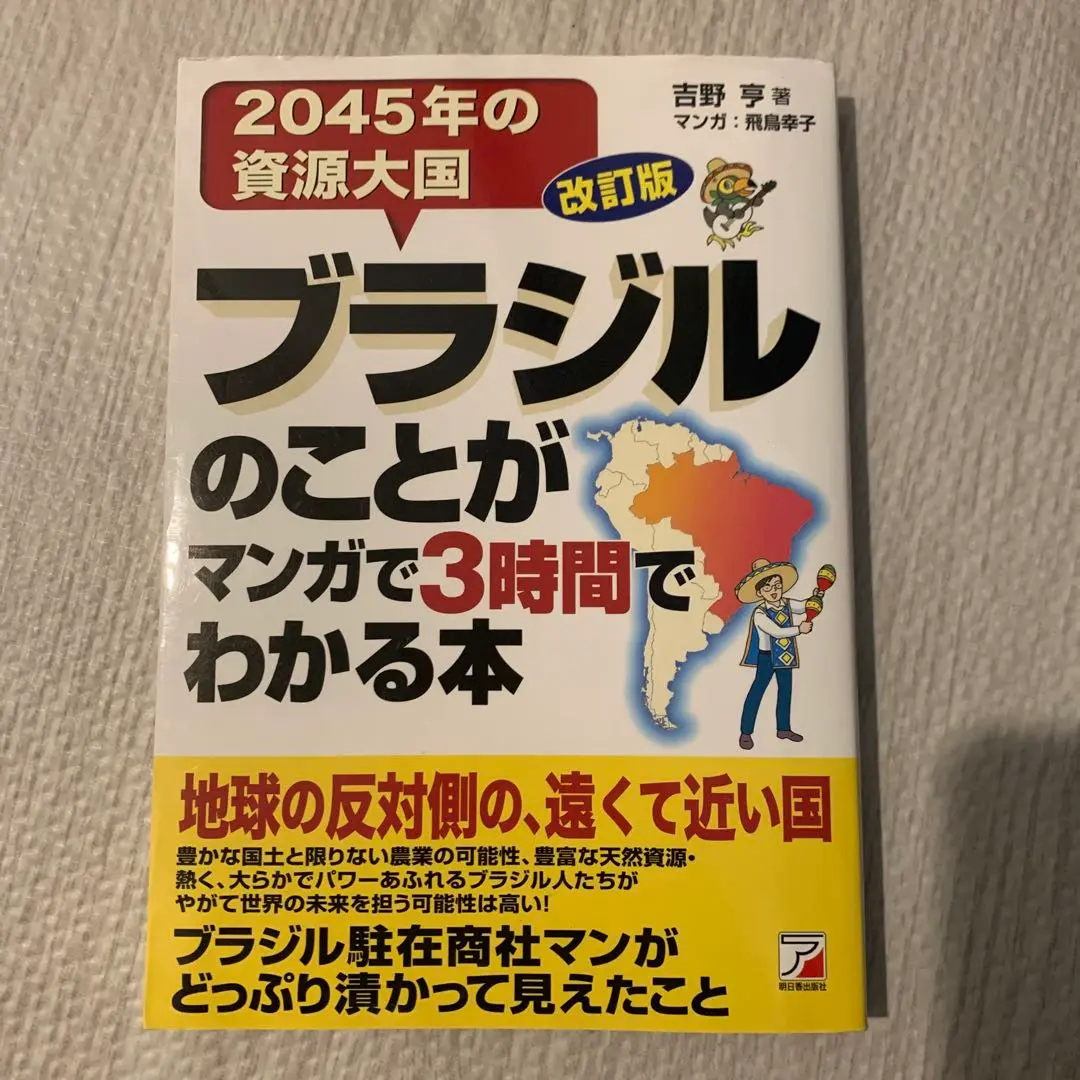 2045年の
資源大国
吉野 亨 著
マンガ：飛鳥幸子
改訂版
ブラジル
のことが
マンガで3時間で
わかる本
地球の反対側の、遠くて近い国
豊かな国土と限りない農業の可能性、豊富な天然資源・
熱く、大らかでパワーあふれるブラジル人たちが
やがて世界の未来を担う可能性は高い!
ブラジル駐在商社マンが
どっぷり漬かって見えたこと
ア
明日香出版社